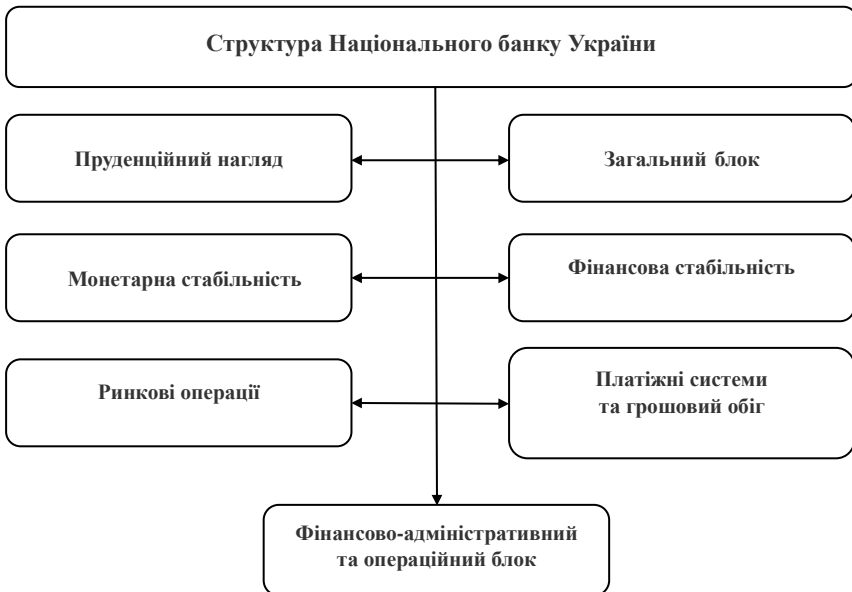 Структура Національного банку України
Пруденційний нагляд
Загальний блок
Монетарна стабільність
Фінансова стабільність
Ринкові операції
Платіжні системи
та грошовий обіг
Фінансово-адміністративний
та операційний блок